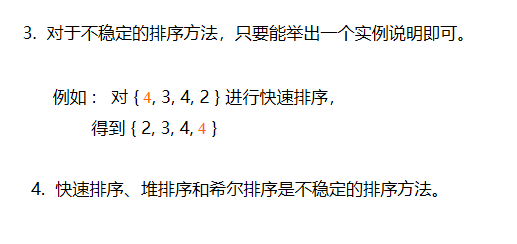 3. 对于不稳定的排序方法，只要能举出一个实例说明即可。
例如： 对 { 4, 3, 4, 2 } 进行快速排序，
得到 { 2, 3, 4, 4 }
4. 快速排序、堆排序和希尔排序是不稳定的排序方法。